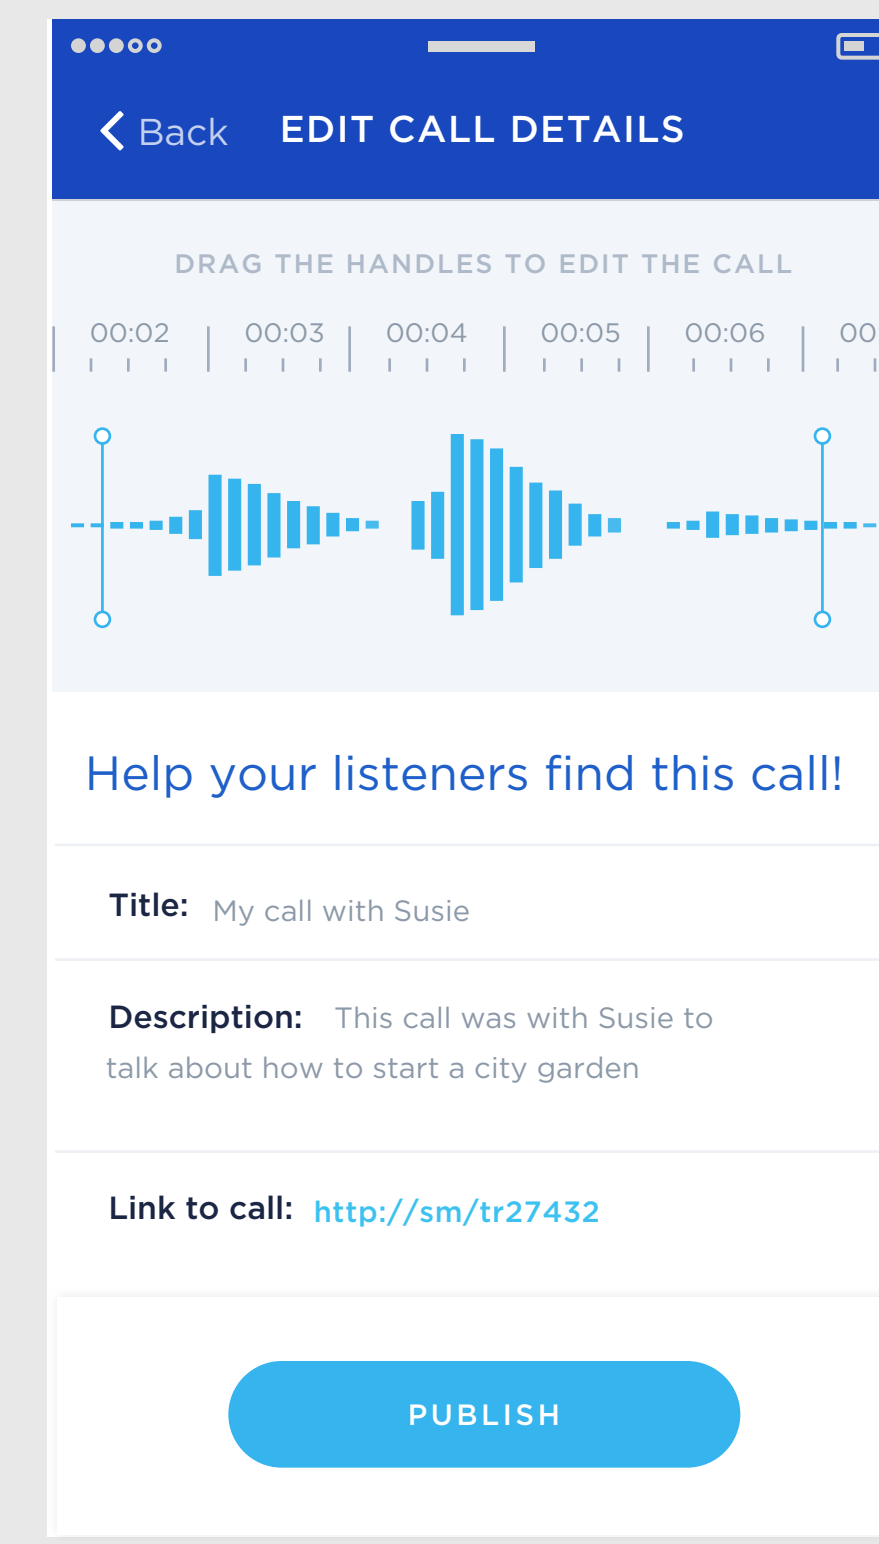 Back EDIT CALL DETAILS
DRAG THE HANDLES TO EDIT THE CALL
00:02 00:03 00:04 00:05 00:06 00
Help your listeners find this call!
Title: My call with Susie
Description: This call was with Susie to
talk about how to start a city garden
Link to call: http://sm/tr27432
PUBLISH